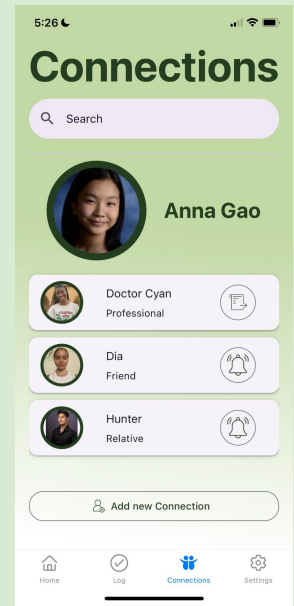 5:26
Connections
Search
Anna Gao
Doctor Cyan
Professional
Dia
Friend
Hunter
Relative
Add new Connection
Home Log Connections Settings